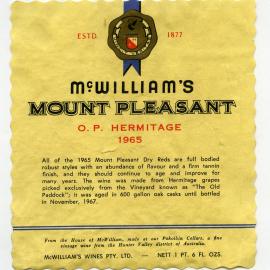 ESTD. 1877
McWILLIAM'S
MOUNT PLEASANT
O. P. HERMITAGE
1965
All of the 1965 Mount Pleasant Dry Reds are full bodied
robust styles with an abundance of flavour and a firm tannin
finish, and they should continue to age and improve for
many years. The wine was made from Hermitage grapes
picked exclusively from the Vineyard known as "The Old
Paddock"; it was aged in 600 gallon oak casks until bottled
in November, 1967.
From the House of McWilliam, made at our Pokolbin Cellars, a fine
vintage wine from the Hunter Valley district of Australia.
McWILLIAM'S WINES PTY. LTD. — NETT 1 PT. 6 FL. OZS.